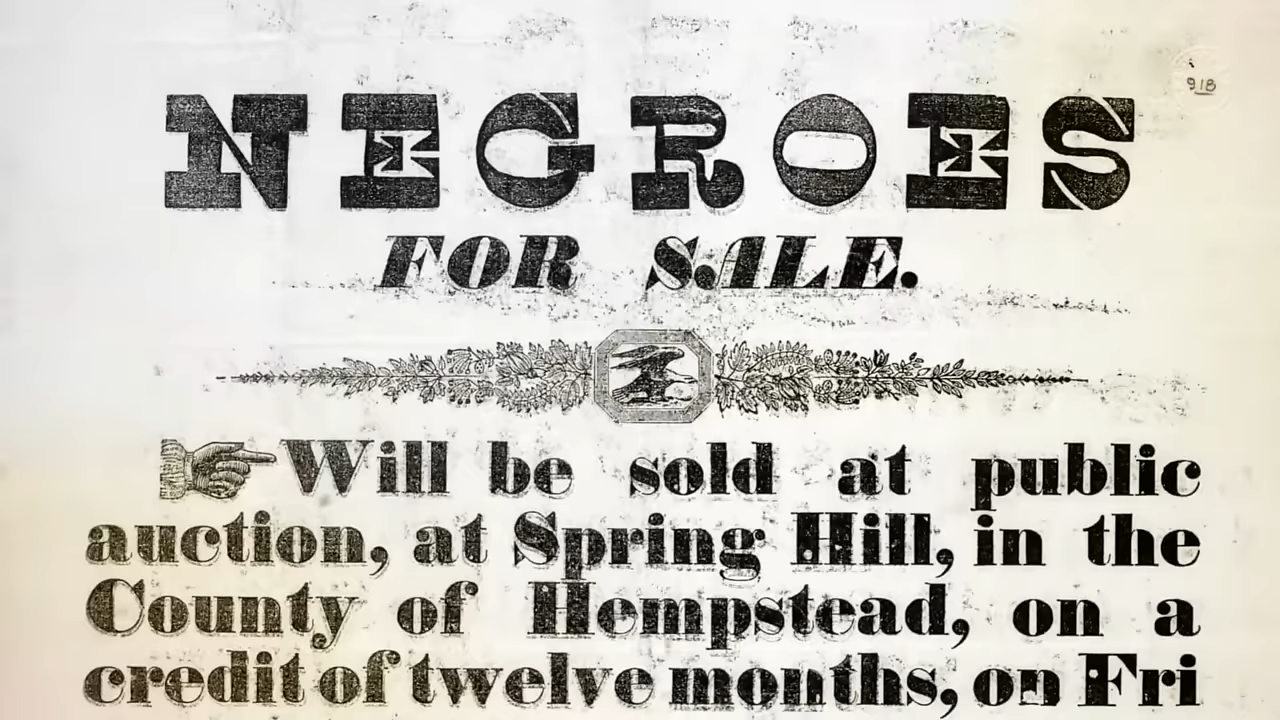 918
NEGROES
FOR SALE.
Will be sold at public
auction, at Spring Hill, in the
County of Hempstead, on a
credit of twelve months, on Fri